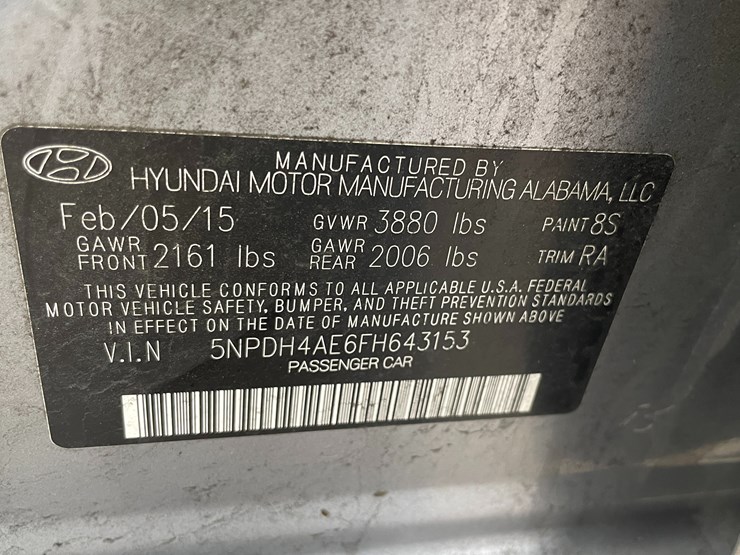 MANUFACTURED BY
HYUNDAI MOTOR MANUFACTURING ALABAMA, LLC
Feb/05/15 GVWR 3880 lbs PAINT 8S
GAWR FRONT 2161 lbs GAWR REAR 2006 lbs TRIM RA
THIS VEHICLE CONFORMS TO ALL APPLICABLE U.S.A. FEDERAL
MOTOR VEHICLE SAFETY, BUMPER, AND THEFT PREVENTION STANDARDS
IN EFFECT ON THE DATE OF MANUFACTURE SHOWN ABOVE
V.I.N 5NPDH4AE6FH643153
PASSENGER CAR